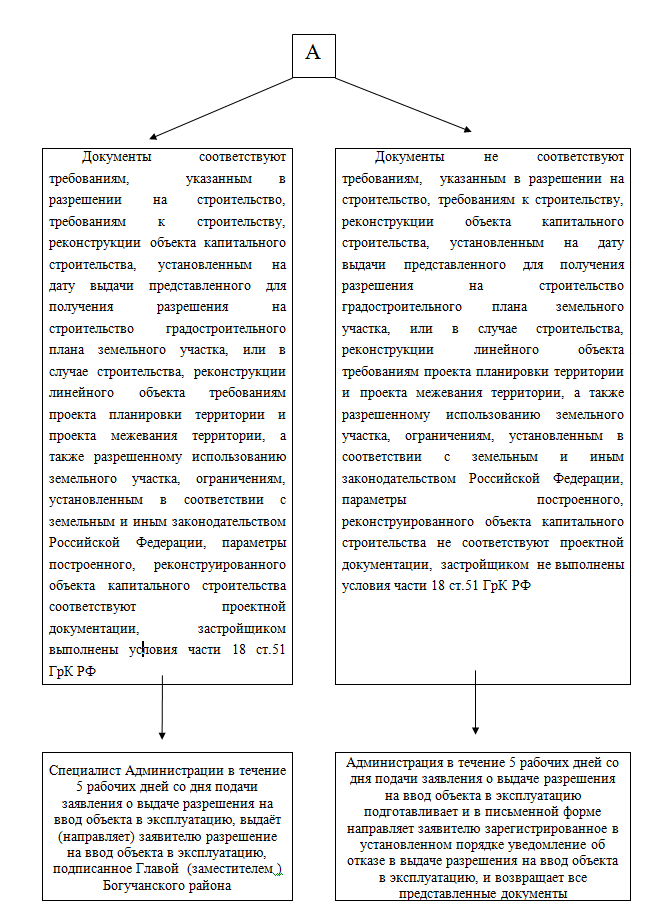 А
Документы соответствуют
требованиям, указанным в
разрешении на строительство,
требованиям к строительству,
реконструкции объекта капитального
строительства, установленным на
дату выдачи представленного для
получения разрешения на
строительство градостроительного
плана земельного участка, или в
случае строительства, реконструкции
линейного объекта требованиям
проекта планировки территории и
проекта межевания территории, а
также разрешенному использованию
земельного участка, ограничениям,
установленным в соответствии с
земельным и иным законодательством
Российской Федерации, параметры
построенного, реконструированного
объекта капитального строительства
соответствуют проектной
документации, застройщиком
выполнены условия части 18 ст.51
ГрК РФ
Документы не соответствуют
требованиям, указанным в разрешении на
строительство, требованиям к строительству,
реконструкции объекта капитального
строительства, установленным на дату
выдачи представленного для получения
разрешения на строительство
градостроительного плана земельного
участка, или в случае строительства,
реконструкции линейного объекта
требованиям проекта планировки территории
и проекта межевания территории, а также
разрешенному использованию земельного
участка, ограничениям, установленным в
соответствии с земельным и иным
законодательством Российской Федерации,
параметры построенного,
реконструированного объекта капитального
строительства не соответствуют проектной
документации, застройщиком не выполнены
условия части 18 ст.51 ГрК РФ
Специалист Администрации в течение
5 рабочих дней со дня подачи
заявления о выдаче разрешения на
ввод объекта в эксплуатацию, выдаёт
(направляет) заявителю разрешение
на ввод объекта в эксплуатацию,
подписанное Главой (заместителем )
Богучанского района
Администрация в течение 5 рабочих дней со
дня подачи заявления о выдаче разрешения
на ввод объекта в эксплуатацию
подготавливает и в письменной форме
направляет заявителю зарегистрированное в
установленном порядке уведомление об
отказе в выдаче разрешения на ввод объекта
в эксплуатацию, и возвращает все
представленные документы